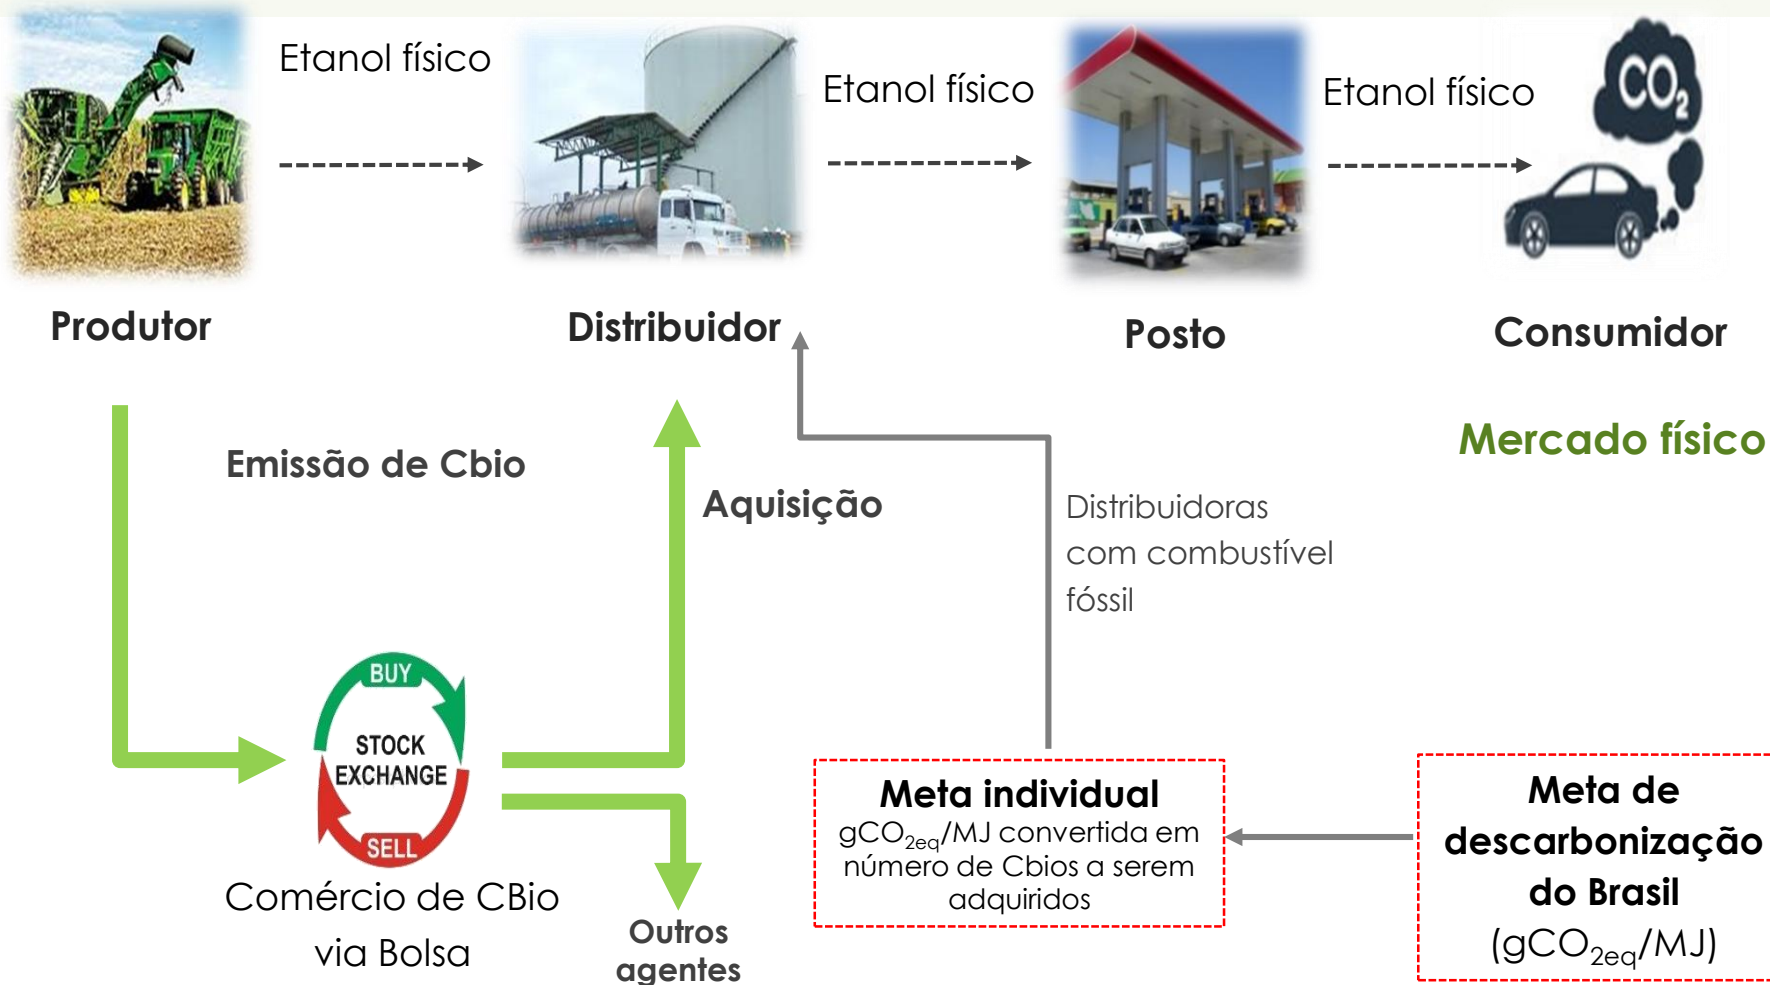 Etanol físico
Etanol físico
Etanol físico
CO₂
Produtor
Distribuidor
Posto
Consumidor
Mercado físico
Emissão de Cbio
Aquisição
Distribuidoras
com combustível
fóssil
BUY
STOCK
EXCHANGE
SELL
Comércio de CBio
via Bolsa
Outros
agentes
Meta individual
gCO₂eq/MJ convertida em
número de Cbios a serem
adquiridos
Meta de
descarbonização
do Brasil
(gCO₂eq/MJ)